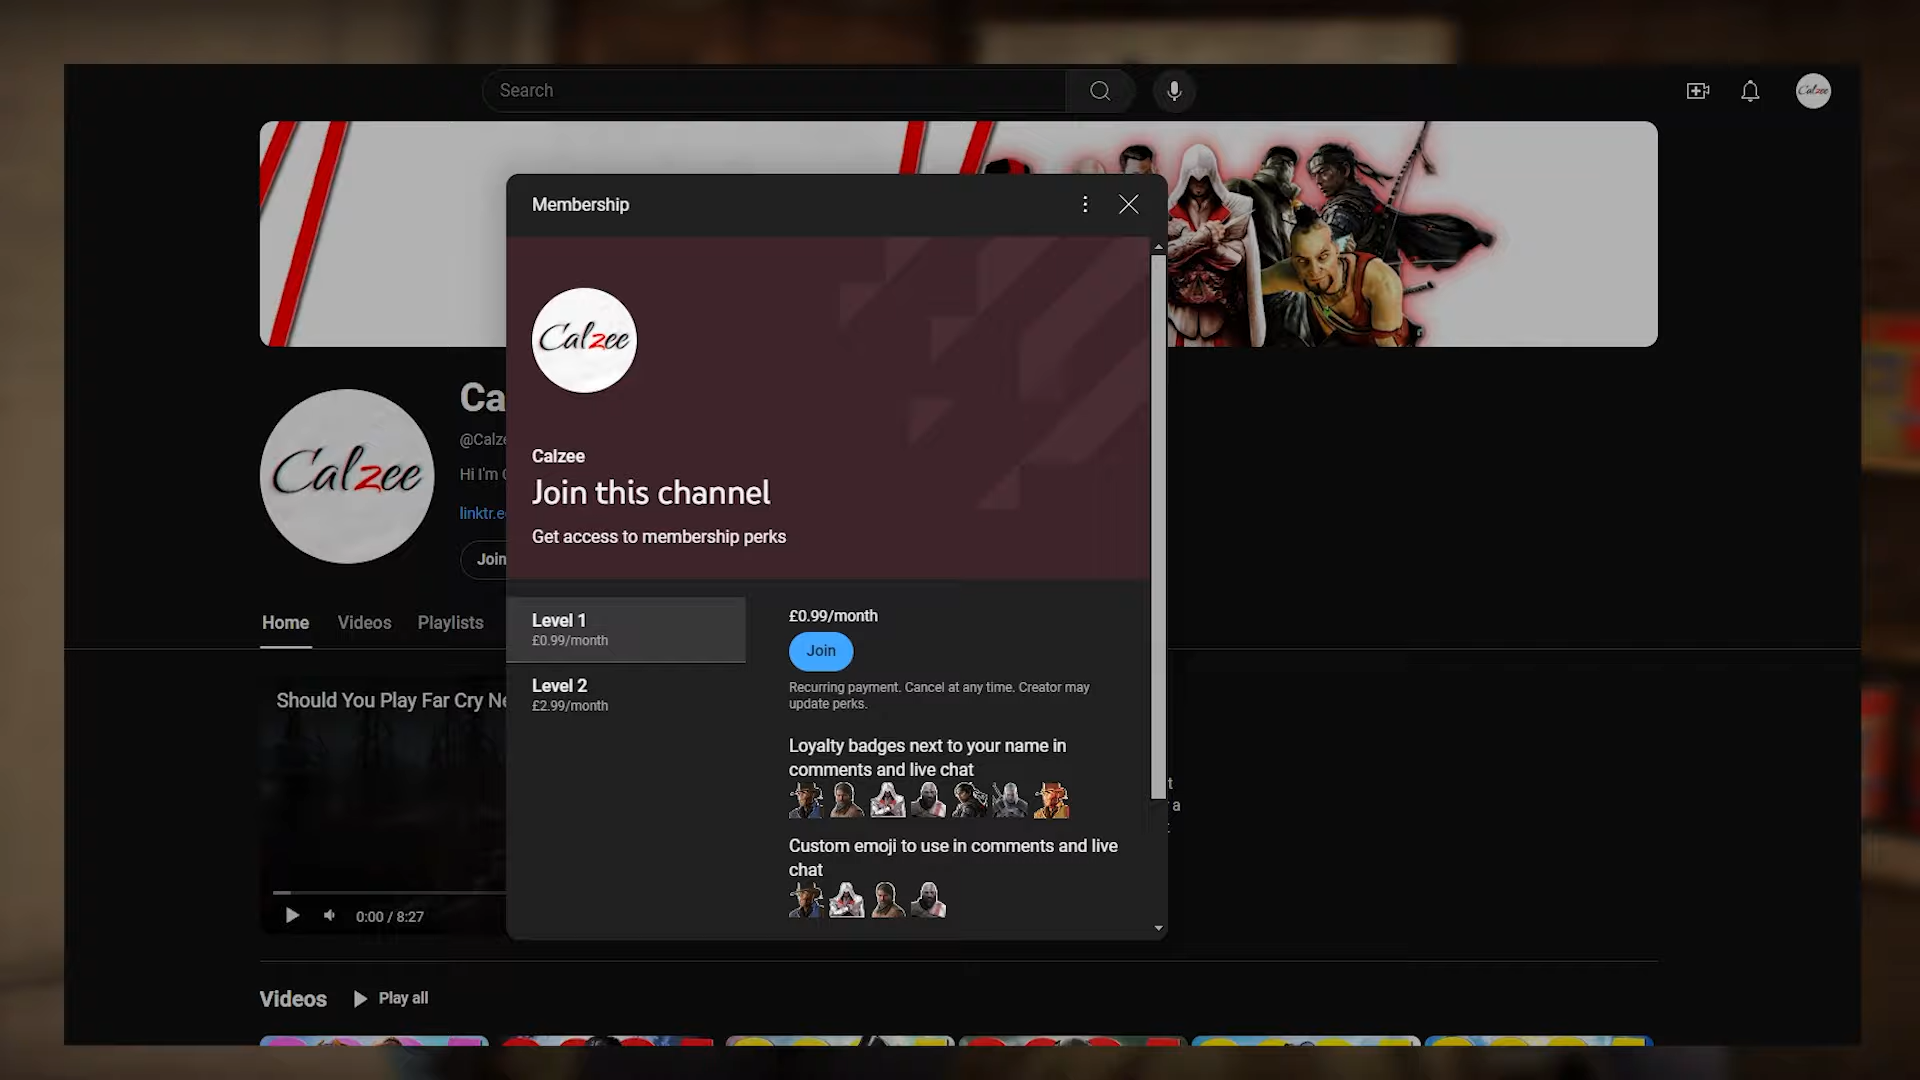 Search
Calzee
Membership
Calzee
Calzee
Join this channel
Get access to membership perks
Calzee
Ca
@Calze
Hi I'm
linktr.e
Join
Home
Videos
Playlists
Level 1
£0.99/month
Level 2
£2.99/month
£0.99/month
Join
Recurring payment. Cancel at any time. Creator may
update perks.
Loyalty badges next to your name in
comments and live chat
Custom emoji to use in comments and live
chat
Should You Play Far Cry Ne
0:00 / 8:27
t
a
Videos
Play all